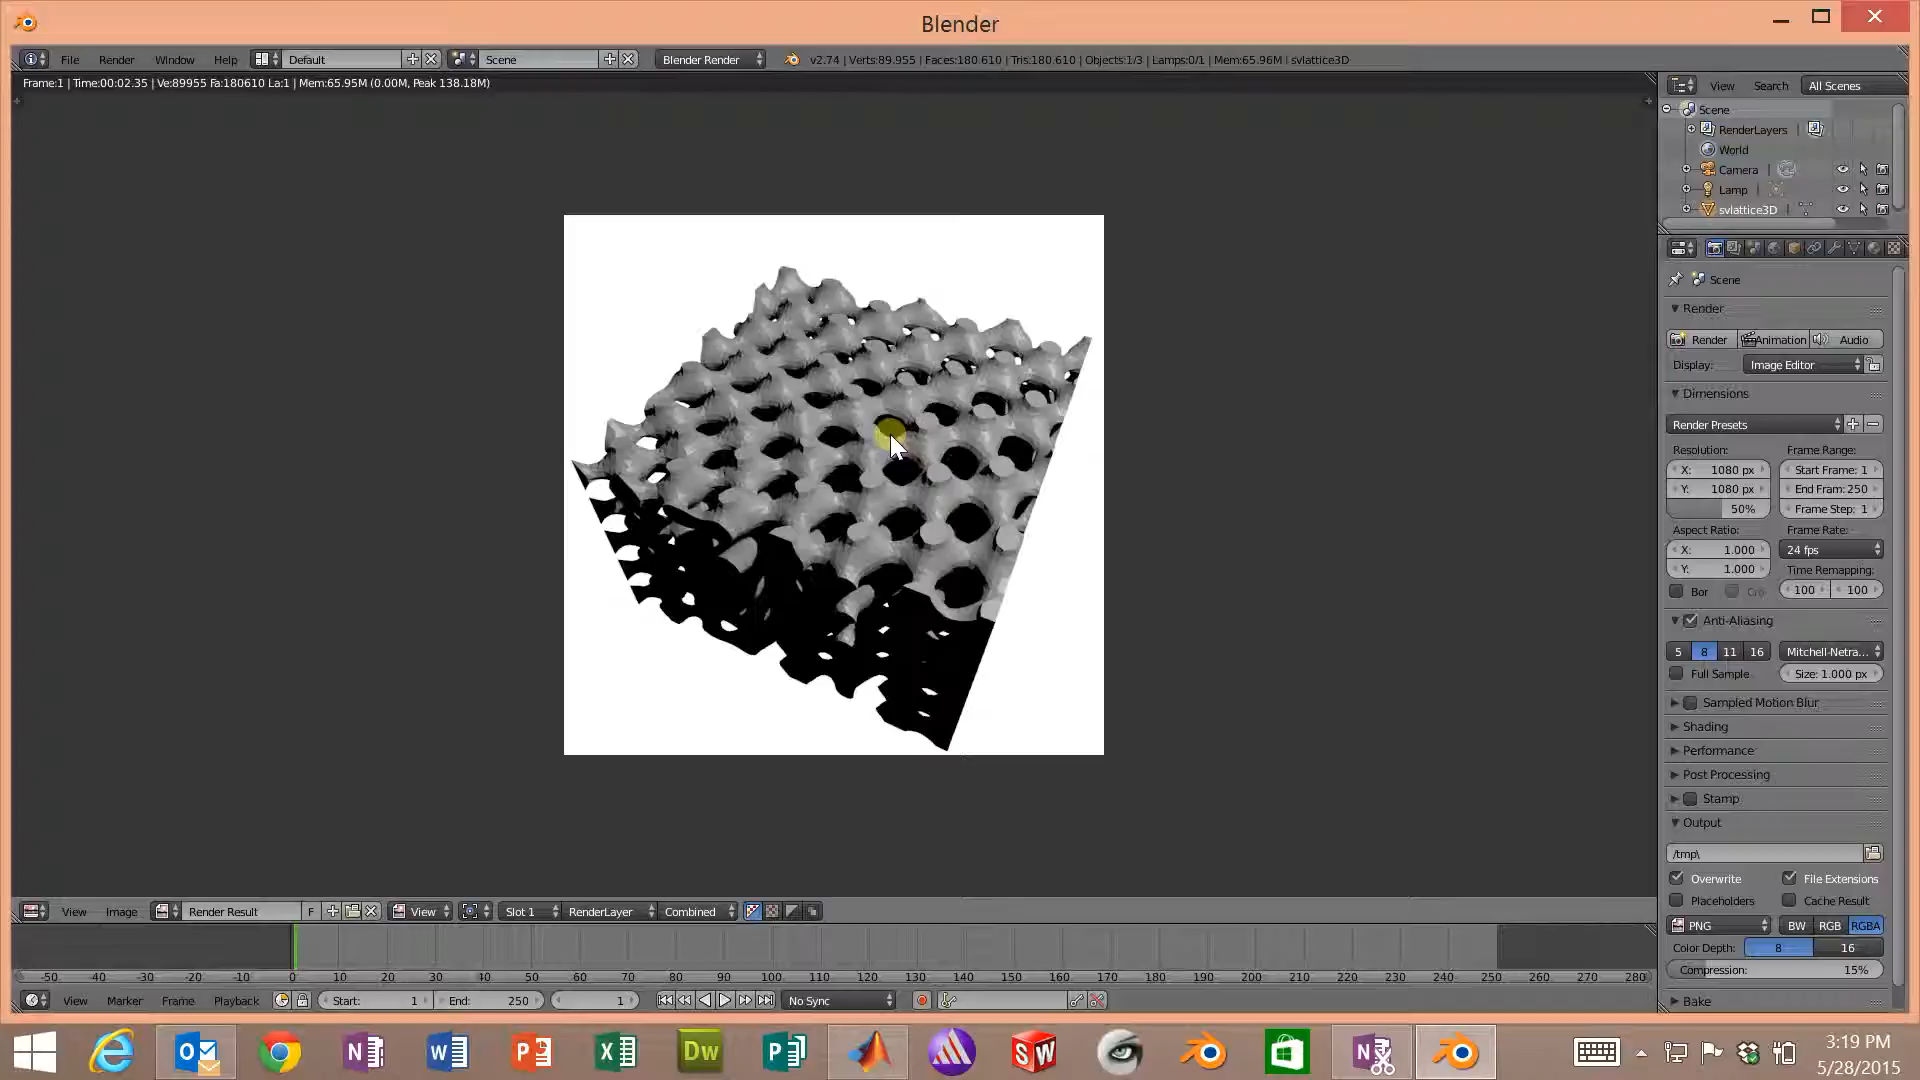 Blender
File Render Window Help Default Scene Blender Render v2.74 | Verts:89.955 | Faces:180.610 | Tris:180.610 | Objects:1/3 | Lamps:0/1 | Mem:65.96M | svlattice3D
Frame:1 | Time:00:02.35 | Ve:89955 Fa:180610 La:1 | Mem:65.95M (0.00M, Peak 138.18M)
View Search All Scenes
Scene
RenderLayers
World
Camera
Lamp
svlattice3D
Scene
Render
Render Animation Audio
Display: Image Editor
Dimensions
Render Presets
Resolution: Frame Range:
X: 1080 px Start Frame: 1
Y: 1080 px End Fram: 250
50% Frame Step: 1
Aspect Ratio: Frame Rate:
X: 1.000 24 fps
Y: 1.000 Time Remapping:
Bor Cro 100 100
Anti-Aliasing
5 8 11 16 Mitchell-Netra...
Full Sample Size: 1.000 px
Sampled Motion Blur
Shading
Performance
Post Processing
Stamp
Output
/tmp\
Overwrite File Extensions
Placeholders Cache Result
PNG BW RGB RGBA
Color Depth: 8 16
Compression: 15%
Bake
View Image Render Result F View Slot 1 RenderLayer Combined
-50 -40 -30 -20 -10 0 10 20 30 40 50 60 70 80 90 100 110 120 130 140 150 160 170 180 190 200 210 220 230 240 250 260 270 280
View Marker Frame Playback Start: 1 End: 250 1 No Sync
N W P X Dw P SW N
3:19 PM
5/28/2015